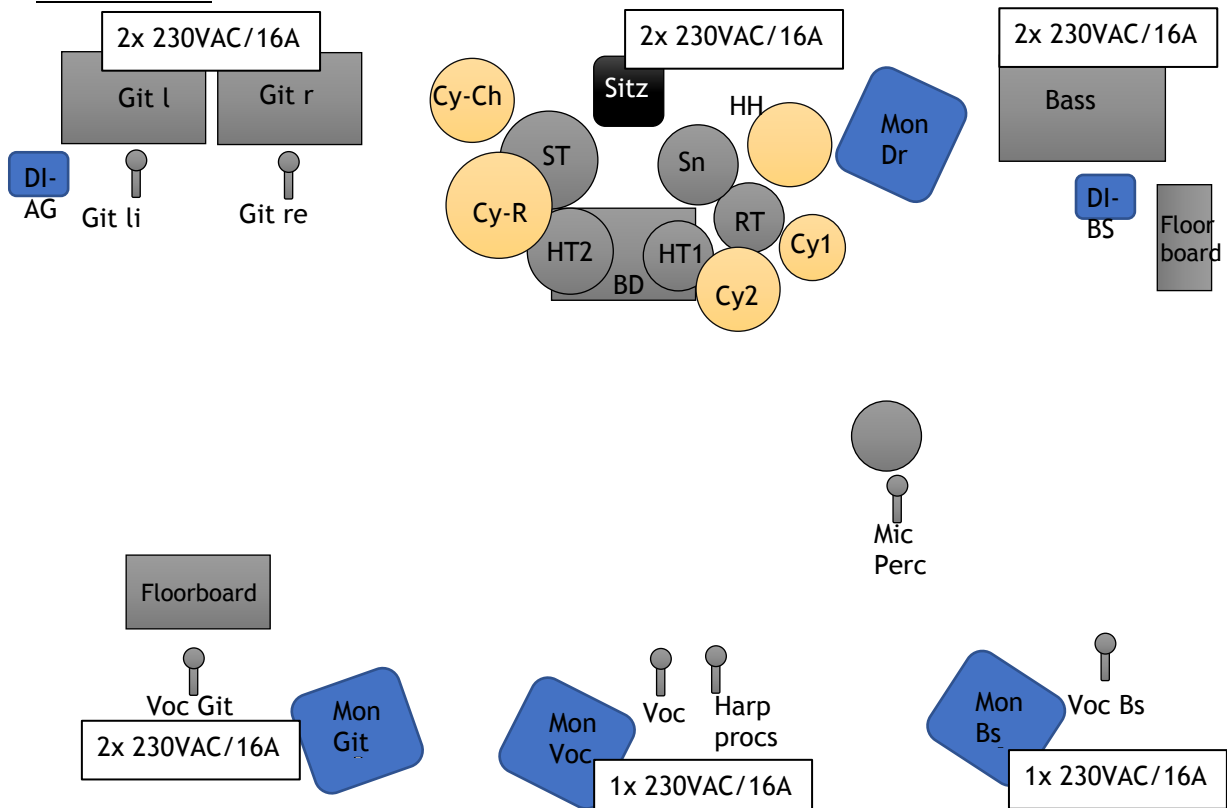 2x 230VAC/16A
2x 230VAC/16A
2x 230VAC/16A
Git l
Git r
Cy-Ch
Sitz
HH
Mon
Dr
Bass
DI-
AG
Git li
Git re
ST
Sn
Cy-R
HT2
BD
HT1
RT
Cy1
Cy2
DI-
BS
Floor
board
Mic
Perc
Floorboard
Voc Git
Mon
Git
Mon
Voc
Voc
Harp
procs
Mon
Bs
Voc Bs
2x 230VAC/16A
1x 230VAC/16A
1x 230VAC/16A